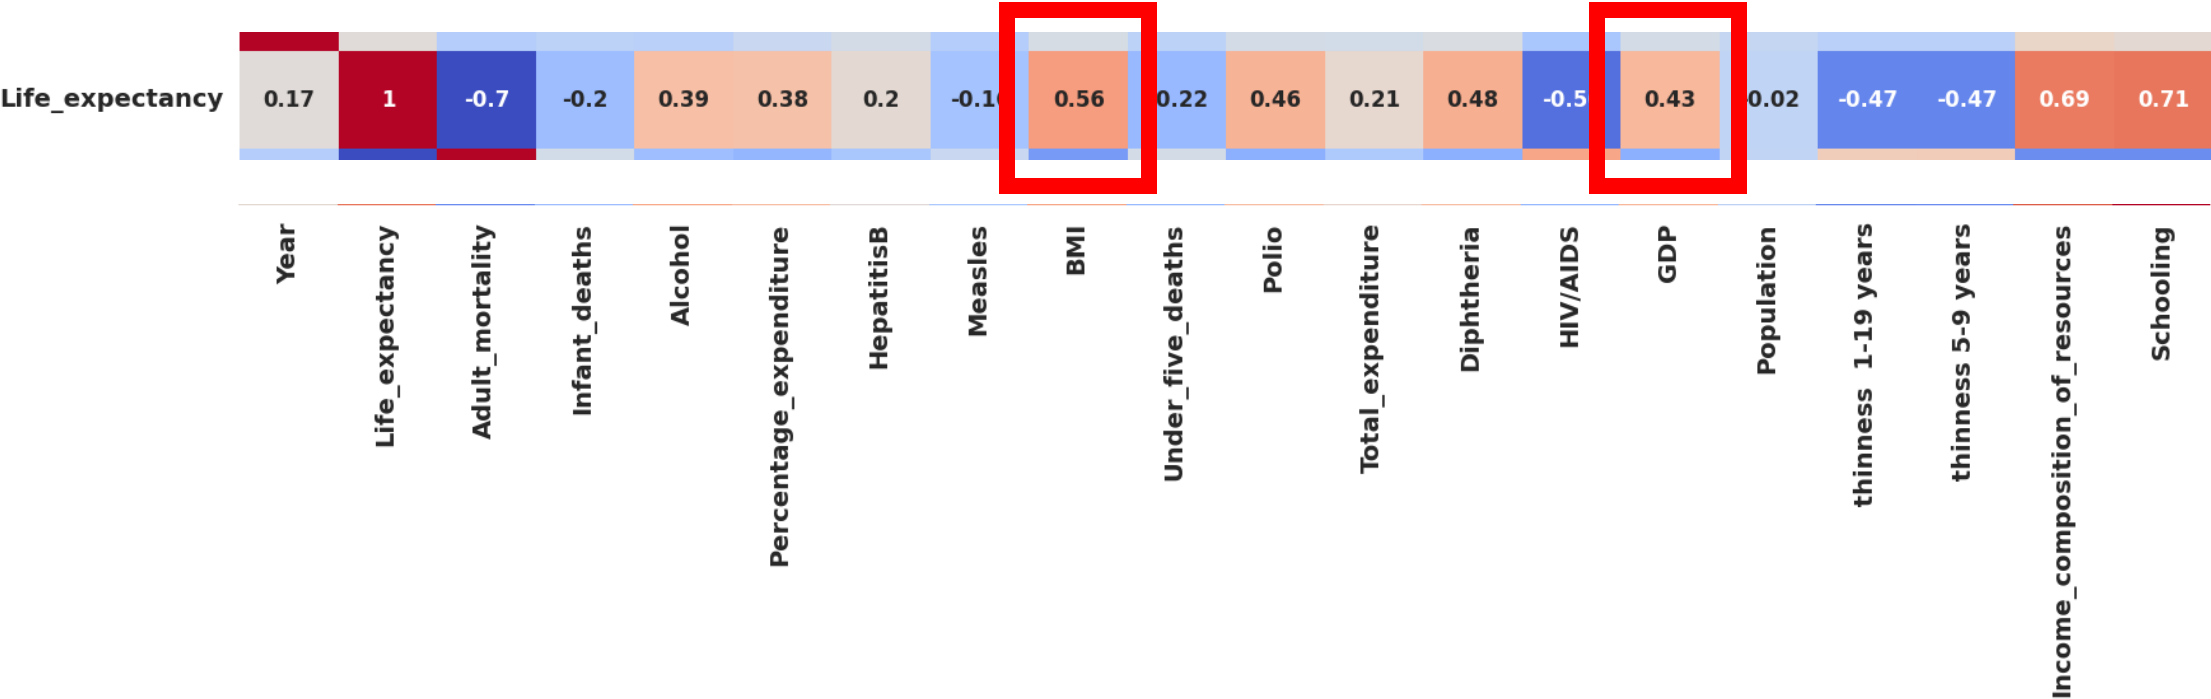 Life_expectancy 0.17 1 -0.7 -0.2 0.39 0.38 0.2 0.56 0.22 0.46 0.21 0.48 0.43 0.02 -0.47 -0.47 0.69 0.71
Year
Life_expectancy
Adult_mortality
Infant_deaths
Alcohol
Percentage_expenditure
HepatitisB
Measles
BMI
Under_five_deaths
Polio
Total_expenditure
Diphtheria
HIV/AIDS
GDP
Population
thinness  1-19 years
thinness 5-9 years
Income_composition_of_resources
Schooling